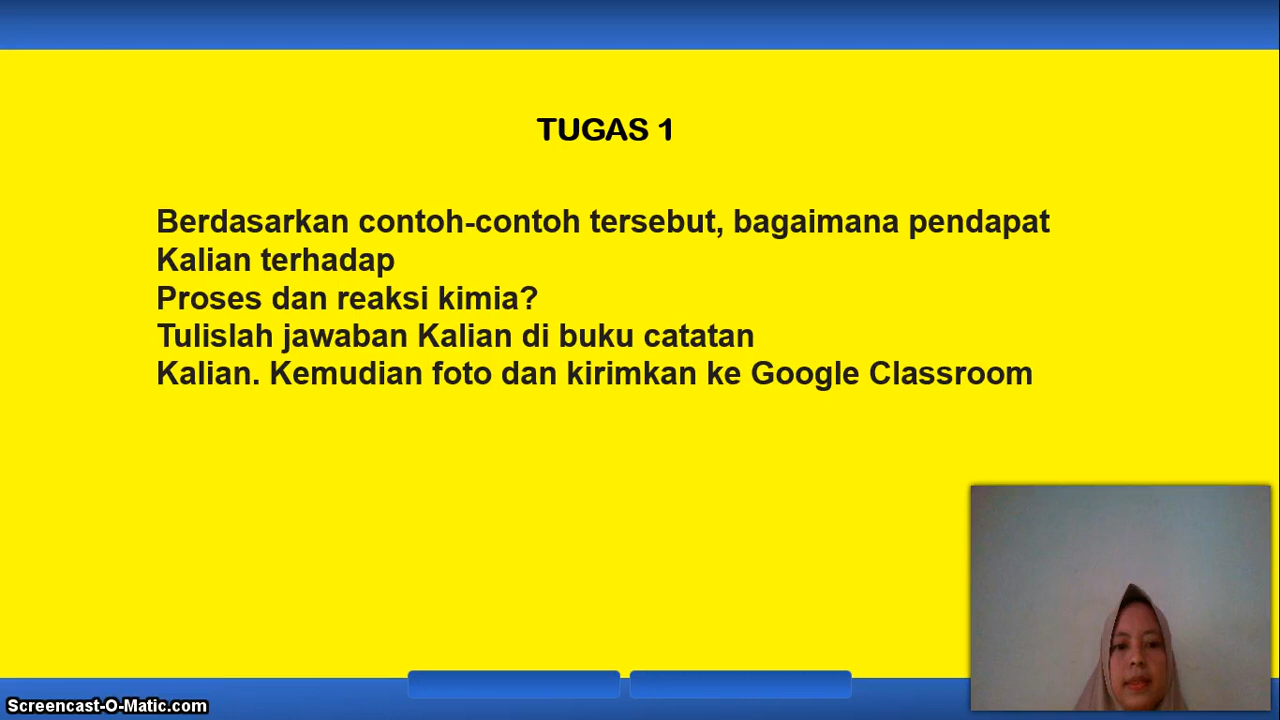 TUGAS 1
Berdasarkan contoh-contoh tersebut, bagaimana pendapat
Kalian terhadap
Proses dan reaksi kimia?
Tulislah jawaban Kalian di buku catatan
Kalian. Kemudian foto dan kirimkan ke Google Classroom
Screencast-O-Matic.com